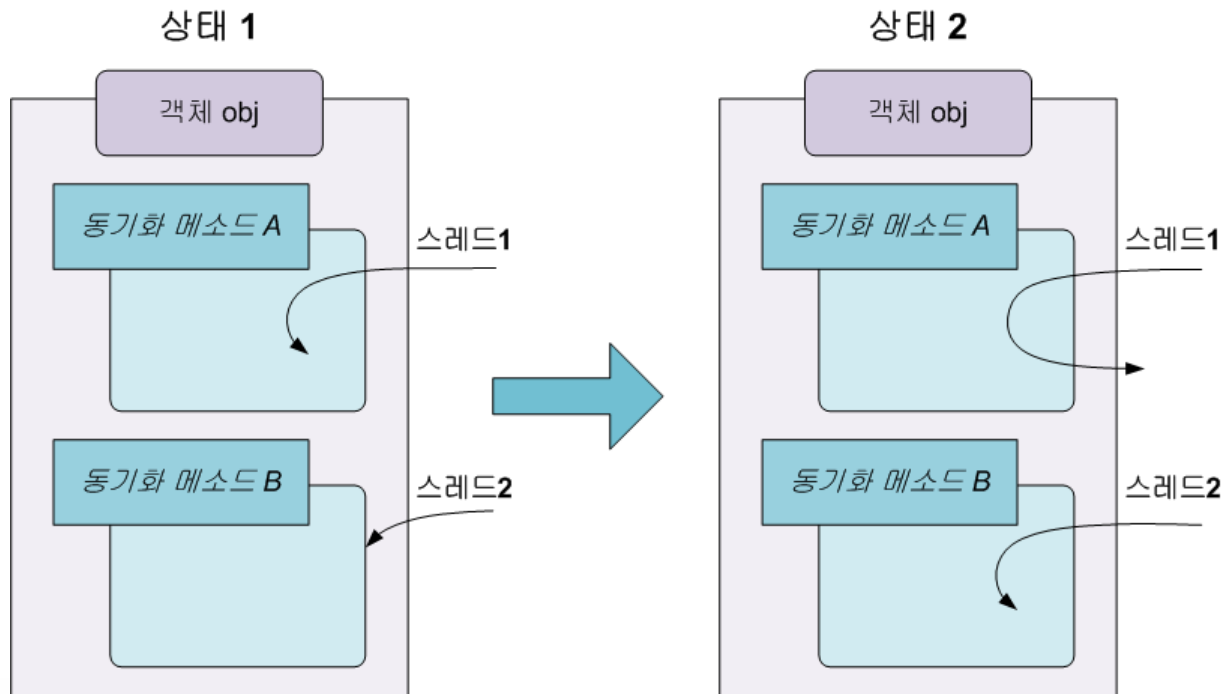 상태 1
객체 obj
동기화 메소드 A
스레드1
동기화 메소드 B
스레드2
상태 2
객체 obj
동기화 메소드 A
스레드1
동기화 메소드 B
스레드2